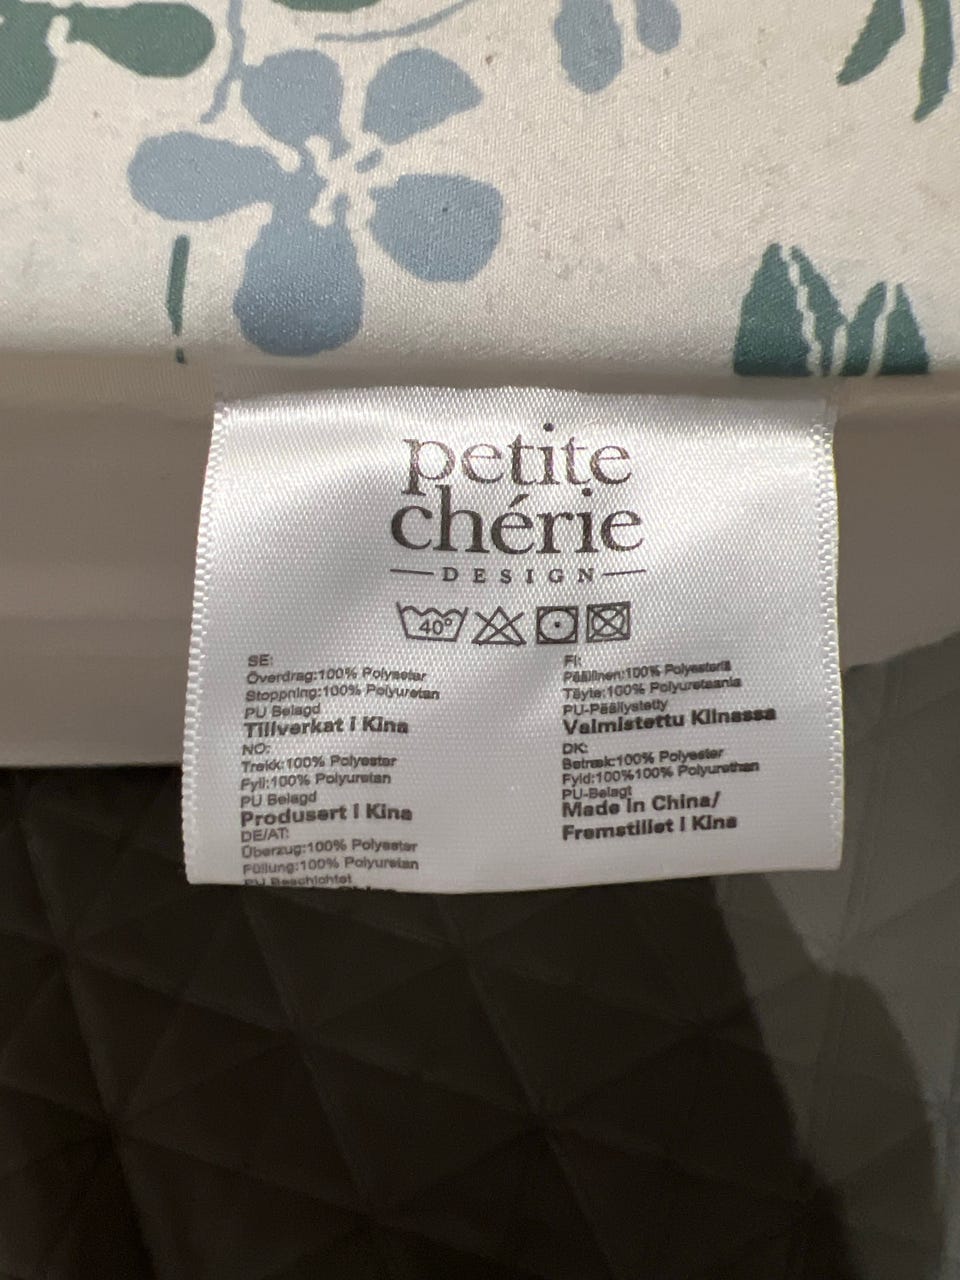 petite
chérie
DESIGN
40°
SE:
Överdrag:100% Polyester
Stoppning:100% Polyuretan
PU Belagd
Tillverkat i Kina
NO:
Trekk:100% Polyester
Fyll:100% Polyuretan
PU Belagd
Produsert i Kina
DE/AT:
Überzug:100% Polyester
Füllung:100% Polyuretan
PU Beschichtet
FI:
Päällinen:100% Polyesteriä
Täyte:100% Polyuretaania
PU-Päällystetty
Valmistettu Kiinassa
DK:
Betræk:100% Polyester
Fyld:100%100% Polyurethan
PU-Belagt
Made in China/
Fremstillet i Kina